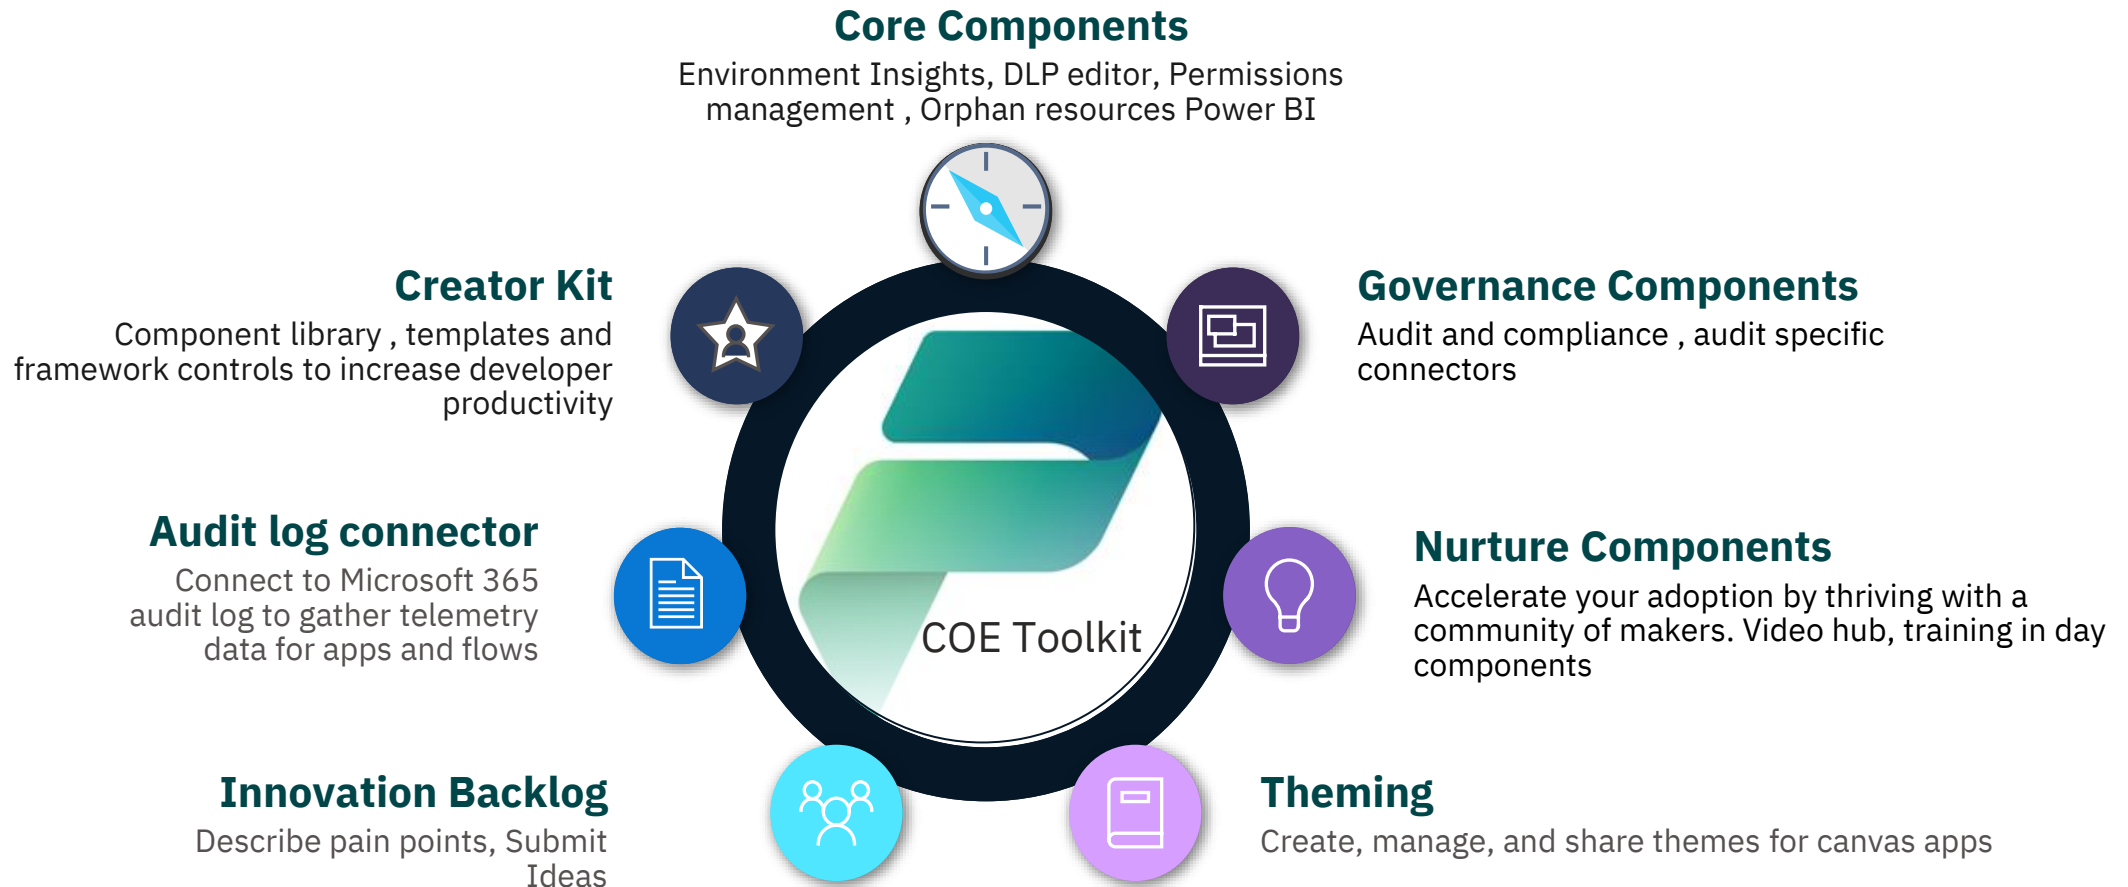 Core Components
Environment Insights, DLP editor, Permissions
management , Orphan resources Power BI
Creator Kit
Component library , templates and
framework controls to increase developer
productivity
Governance Components
Audit and compliance , audit specific
connectors
Audit log connector
Connect to Microsoft 365
audit log to gather telemetry
data for apps and flows
Nurture Components
Accelerate your adoption by thriving with a
community of makers. Video hub, training in day
components
COE Toolkit
Innovation Backlog
Describe pain points, Submit
Ideas
Theming
Create, manage, and share themes for canvas apps